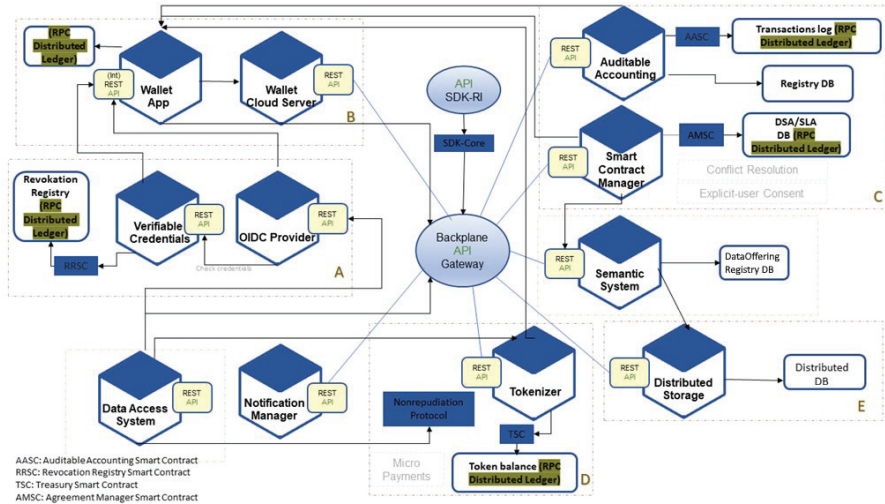 (RPC
Distributed
Ledger)
(Int)
REST
API
Wallet
App
Wallet
Cloud Server
REST
API
B
API
SDK-RI
SDK-Core
REST
API
Auditable
Accounting
AASC
Transactions log (RPC
Distributed Ledger)
Registry DB
REST
API
Smart
Contract
Manager
AMSC
DSA/SLA
DB (RPC
Distributed Ledger)
Conflict Resolution
Explicit-user Consent
C
Revokation
Registry
(RPC
Distributed
Ledger)
RRSC
Verifiable
Credentials
REST
API
OIDC Provider
REST
API
Check credentials
A
Backplane
API
Gateway
REST
API
Semantic
System
DataOffering
Registry DB
Data Access
System
REST
API
Notification
Manager
REST
API
Nonrepudiation
Protocol
REST
API
Tokenizer
TSC
Micro
Payments
Token balance (RPC
Distributed Ledger)
D
REST
API
Distributed
Storage
Distributed
DB
E
AASC: Auditable Accounting Smart Contract
RRSC: Revocation Registry Smart Contract
TSC: Treasury Smart Contract
AMSC: Agreement Manager Smart Contract